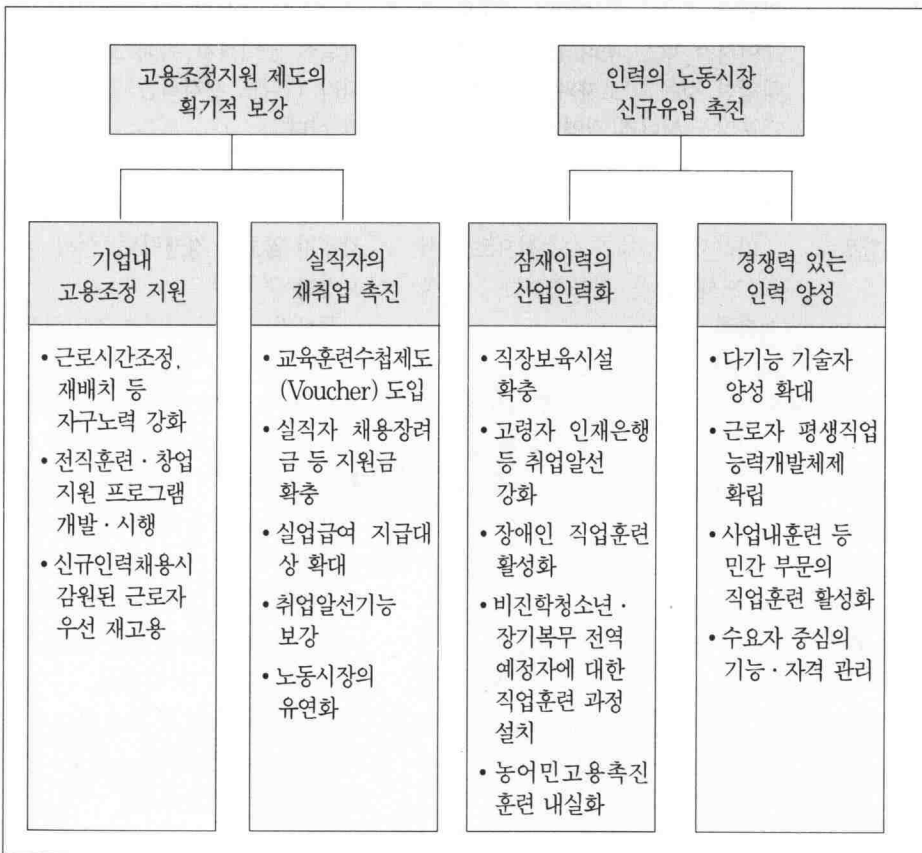 고용조정지원 제도의
획기적 보강
인력의 노동시장
신규유입 촉진
기업내
고용조정 지원
• 근로시간조정,
재배치 등
자구노력 강화
• 전직훈련 · 창업
지원 프로그램
개발 · 시행
• 신규인력채용시
감원된 근로자
우선 재고용
실직자의
재취업 촉진
• 교육훈련수첩제도
(Voucher) 도입
• 실직자 채용장려
금 등 지원금
확충
• 실업급여 지급대
상 확대
• 취업알선기능
보강
• 노동시장의
유연화
잠재인력의
산업인력화
• 직장보육시설
확충
• 고령자 인재은행
등 취업알선
강화
• 장애인 직업훈련
활성화
• 비진학청소년 ·
장기복무 전역
예정자에 대한
직업훈련 과정
설치
• 농어민고용촉진
훈련 내실화
경쟁력 있는
인력 양성
• 다기능 기술자
양성 확대
• 근로자 평생직업
능력개발체제
확립
• 사업내훈련 등
민간 부문의
직업훈련 활성화
• 수요자 중심의
기능 · 자격 관리